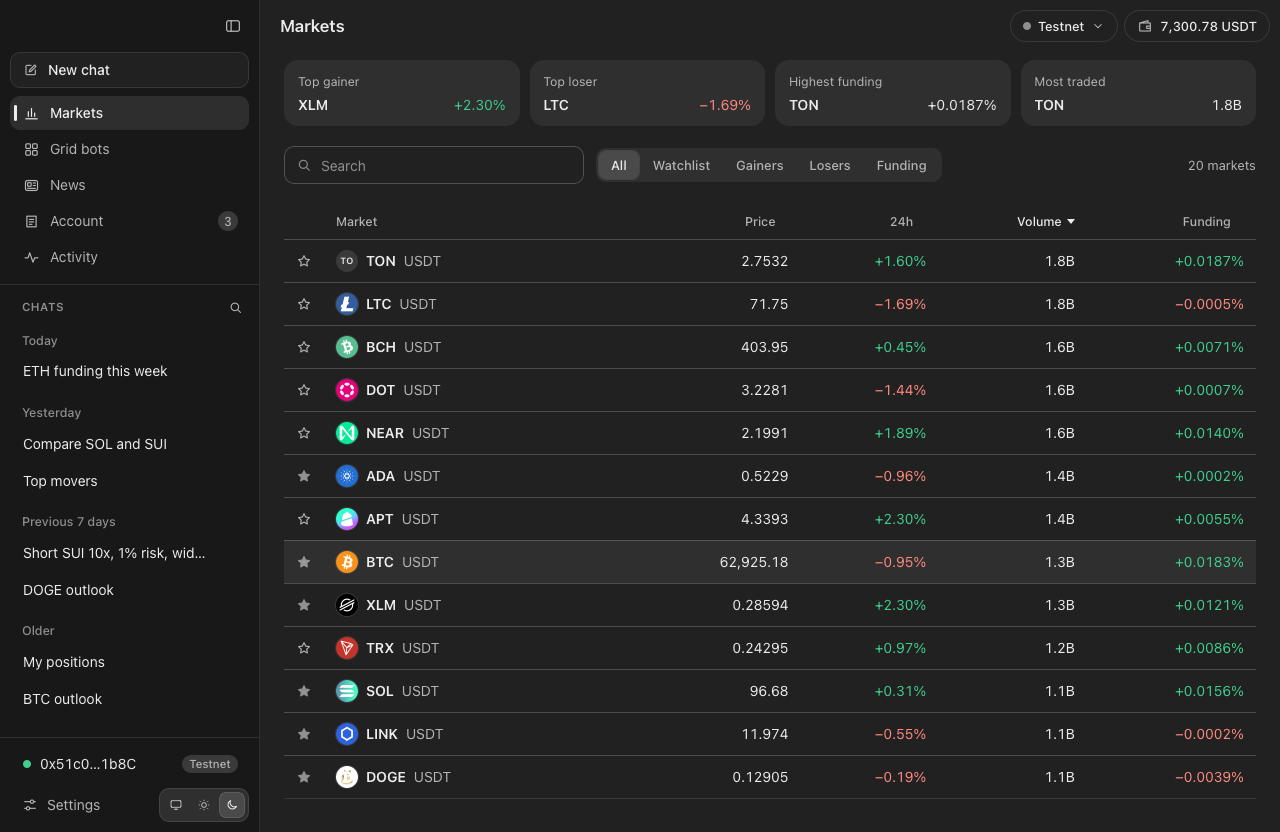 Markets
Testnet
7,300.78 USDT
New chat
Markets
Grid bots
News
Account 3
Activity
CHATS
Today
ETH funding this week
Yesterday
Compare SOL and SUI
Top movers
Previous 7 days
Short SUI 10x, 1% risk, wid...
DOGE outlook
Older
My positions
BTC outlook
0x51c0...1b8C Testnet
Settings
Top gainer
XLM +2.30%
Top loser
LTC −1.69%
Highest funding
TON +0.0187%
Most traded
TON 1.8B
Search
All Watchlist Gainers Losers Funding
20 markets
Market Price 24h Volume Funding
TO TON USDT 2.7532 +1.60% 1.8B +0.0187%
LTC USDT 71.75 −1.69% 1.8B −0.0005%
BCH USDT 403.95 +0.45% 1.6B +0.0071%
DOT USDT 3.2281 −1.44% 1.6B +0.0007%
NEAR USDT 2.1991 +1.89% 1.6B +0.0140%
ADA USDT 0.5229 −0.96% 1.4B +0.0002%
APT USDT 4.3393 +2.30% 1.4B +0.0055%
BTC USDT 62,925.18 −0.95% 1.3B +0.0183%
XLM USDT 0.28594 +2.30% 1.3B +0.0121%
TRX USDT 0.24295 +0.97% 1.2B +0.0086%
SOL USDT 96.68 +0.31% 1.1B +0.0156%
LINK USDT 11.974 −0.55% 1.1B −0.0002%
DOGE USDT 0.12905 −0.19% 1.1B −0.0039%